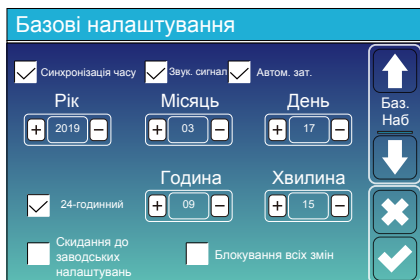 Базові налаштування
Синхронізація часу Звук. сигнал Автом. зат.
Рік Місяць День
+ 2019 − + 03 − + 17 −
Баз.
Наб
Година Хвилина
24-годинний + 09 − + 15 −
Скидання до
заводських
налаштувань
Блокування всіх змін